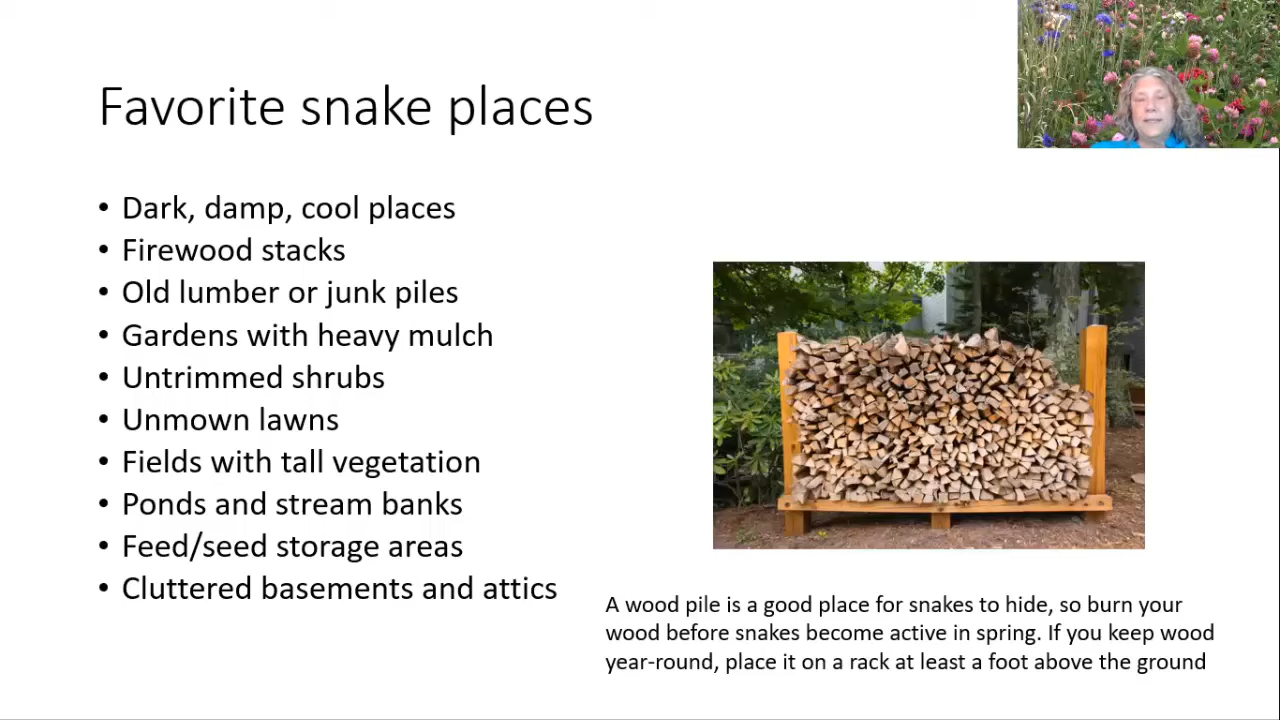 Favorite snake places
• Dark, damp, cool places
• Firewood stacks
• Old lumber or junk piles
• Gardens with heavy mulch
• Untrimmed shrubs
• Unmown lawns
• Fields with tall vegetation
• Ponds and stream banks
• Feed/seed storage areas
• Cluttered basements and attics
A wood pile is a good place for snakes to hide, so burn your
wood before snakes become active in spring. If you keep wood
year-round, place it on a rack at least a foot above the ground